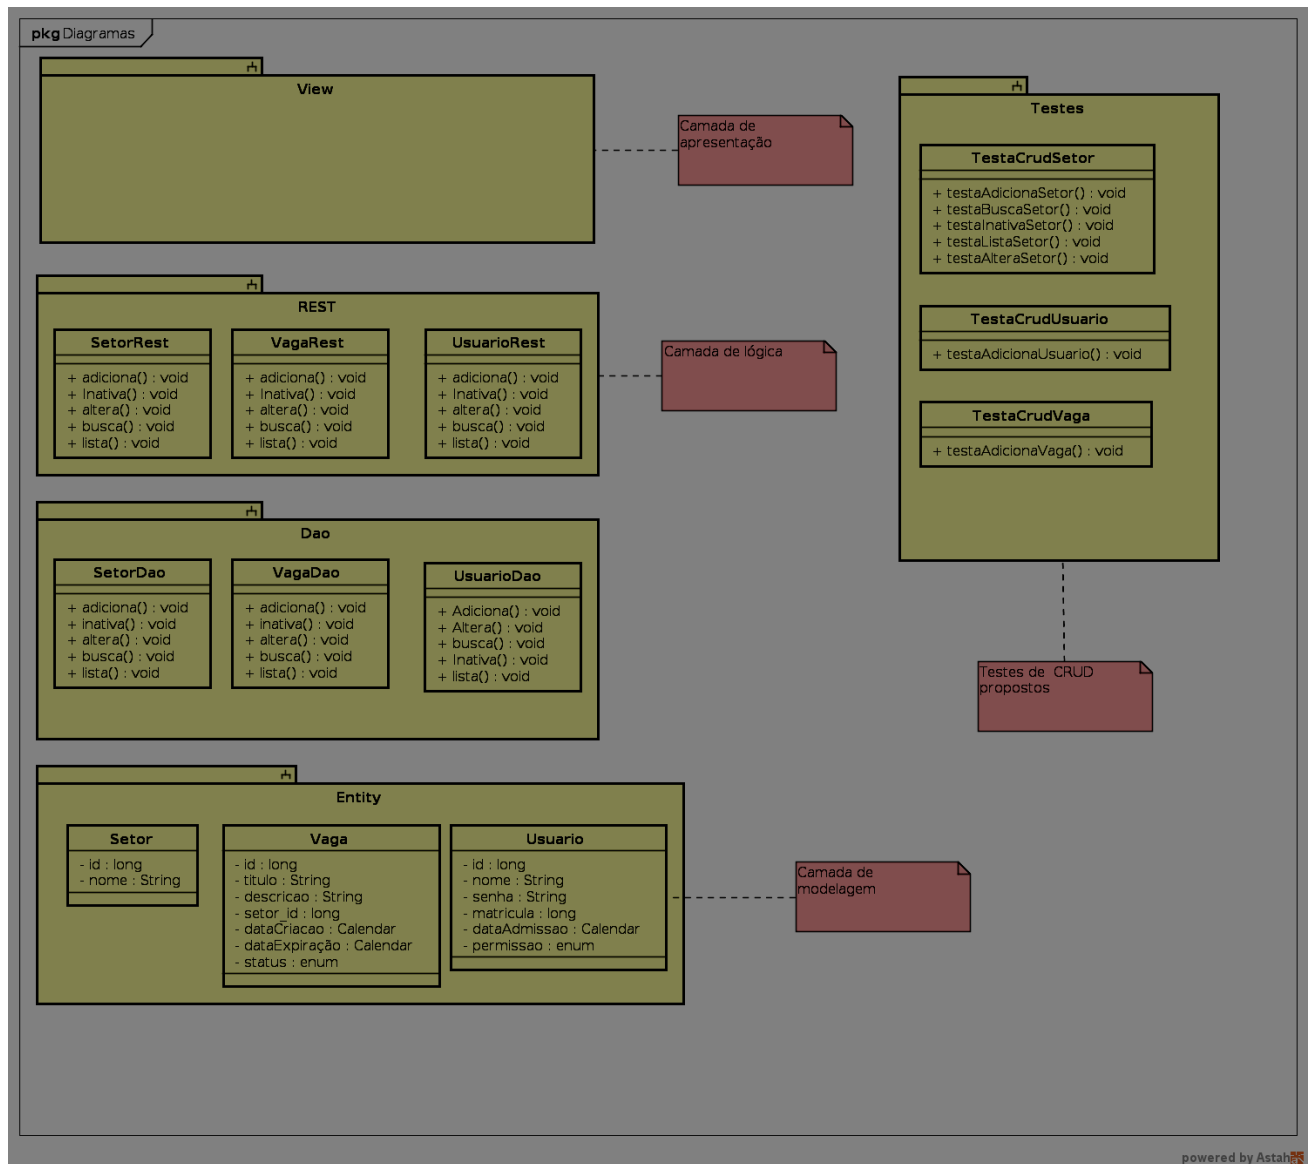 pkg Diagramas
View
Camada de
apresentação
REST
SetorRest
+ adiciona() : void
+ Inativa() : void
+ altera() : void
+ busca() : void
+ lista() : void
VagaRest
+ adiciona() : void
+ Inativa() : void
+ altera() : void
+ busca() : void
+ lista() : void
UsuarioRest
+ adiciona() : void
+ Inativa() : void
+ altera() : void
+ busca() : void
+ lista() : void
Camada de lógica
Dao
SetorDao
+ adiciona() : void
+ inativa() : void
+ altera() : void
+ busca() : void
+ lista() : void
VagaDao
+ adiciona() : void
+ inativa() : void
+ altera() : void
+ busca() : void
+ lista() : void
UsuarioDao
+ Adiciona() : void
+ Altera() : void
+ busca() : void
+ Inativa() : void
+ lista() : void
Entity
Setor
- id : long
- nome : String
Vaga
- id : long
- titulo : String
- descricao : String
- setor_id : long
- dataCriacao : Calendar
- dataExpiração : Calendar
- status : enum
Usuario
- id : long
- nome : String
- senha : String
- matricula : long
- dataAdmissao : Calendar
- permissao : enum
Camada de
modelagem
Testes
TestaCrudSetor
+ testaAdicionaSetor() : void
+ testaBuscaSetor() : void
+ testaInativaSetor() : void
+ testaListaSetor() : void
+ testaAlteraSetor() : void
TestaCrudUsuario
+ testaAdicionaUsuario() : void
TestaCrudVaga
+ testaAdicionaVaga() : void
Testes de  CRUD
propostos
powered by Astah